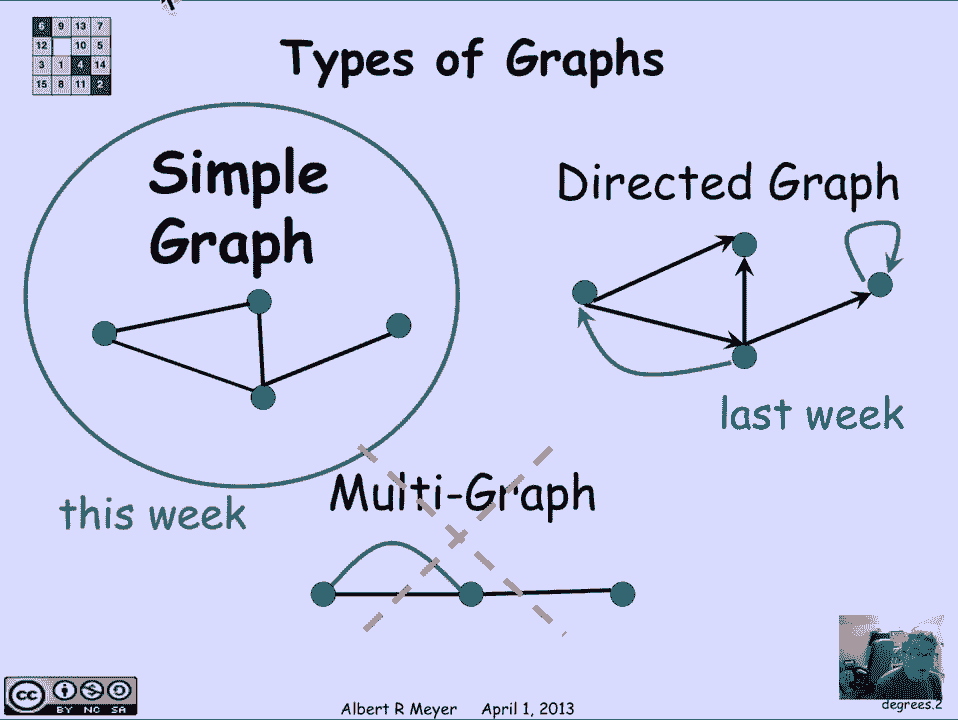 6 9 13 7
12 10 5
3 1 4 14
15 8 11 2
Types of Graphs
Simple
Graph
Directed Graph
last week
this week
Multi-Graph
cc BY NC SA
Albert R Meyer April 1, 2013
degrees.2